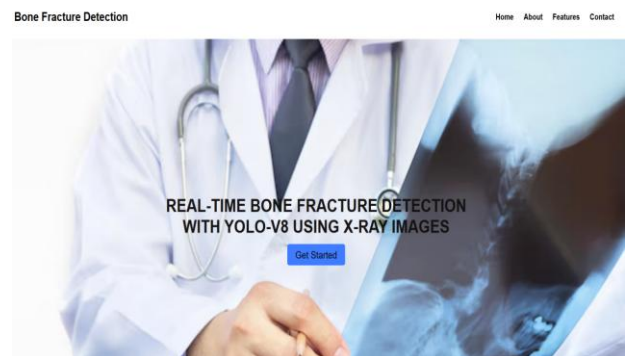 Bone Fracture Detection
Home About Features Contact
REAL-TIME BONE FRACTURE DETECTION
WITH YOLO-V8 USING X-RAY IMAGES
Get Started